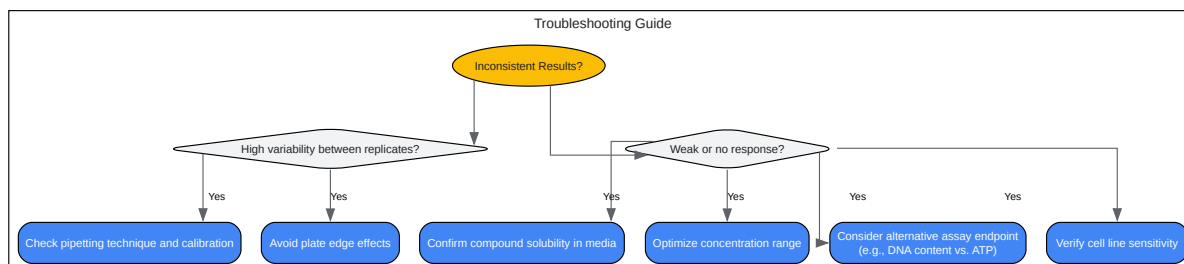 Troubleshooting Guide
Inconsistent Results?
High variability between replicates?
Weak or no response?
Yes
Yes
Yes
Yes
Yes
Yes
Check pipetting technique and calibration
Avoid plate edge effects
Confirm compound solubility in media
Optimize concentration range
Consider alternative assay endpoint
(e.g., DNA content vs. ATP)
Verify cell line sensitivity